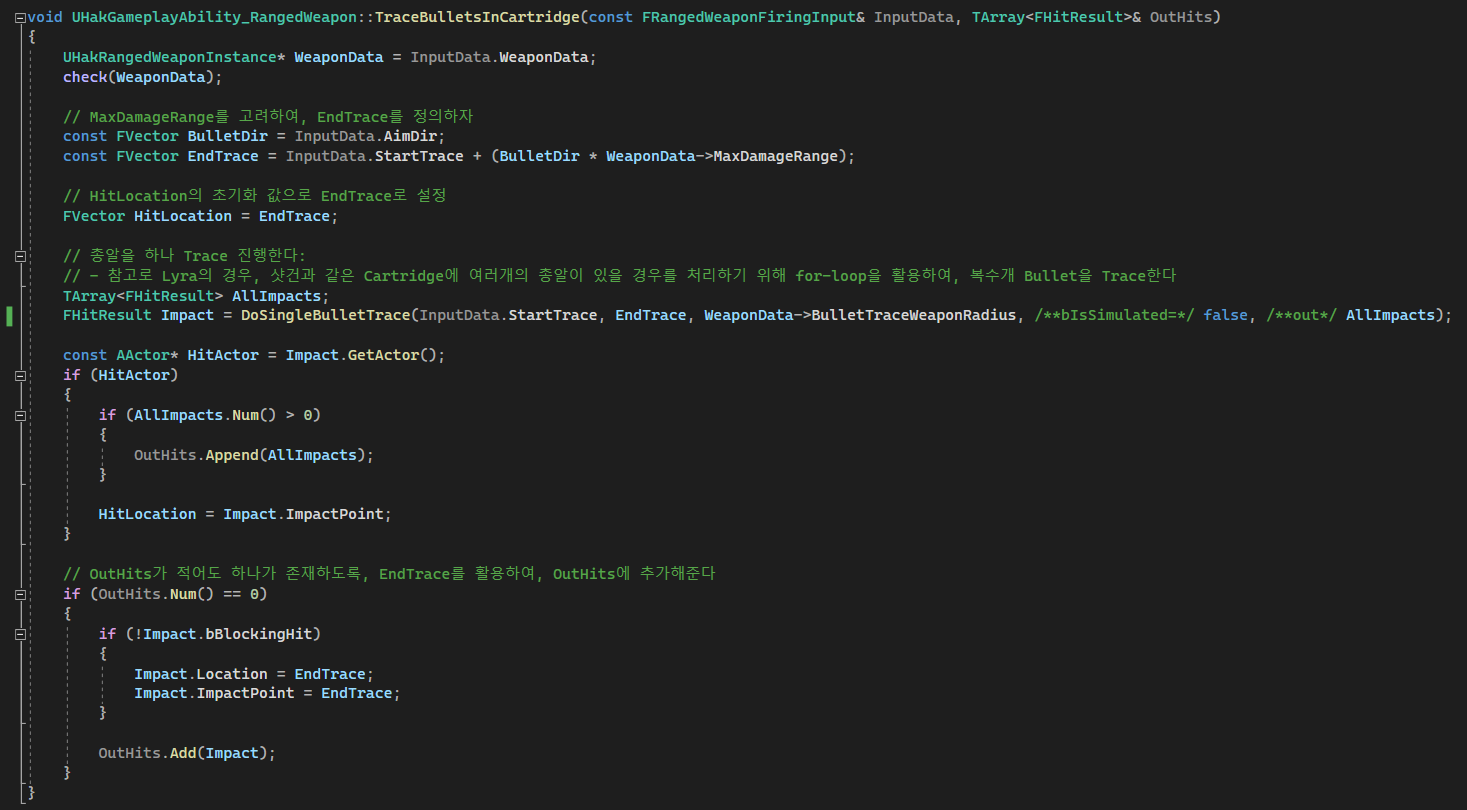 void UHakGameplayAbility_RangedWeapon::TraceBulletsInCartridge(const FRangedWeaponFiringInput& InputData, TArray<FHitResult>& OutHits)
{
    UHakRangedWeaponInstance* WeaponData = InputData.WeaponData;
    check(WeaponData);

    // MaxDamageRange를 고려하여, EndTrace를 정의하자
    const FVector BulletDir = InputData.AimDir;
    const FVector EndTrace = InputData.StartTrace + (BulletDir * WeaponData->MaxDamageRange);

    // HitLocation의 초기화 값으로 EndTrace로 설정
    FVector HitLocation = EndTrace;

    // 총알을 하나 Trace 진행한다:
    // - 참고로 Lyra의 경우, 샷건과 같은 Cartridge에 여러개의 총알이 있을 경우를 처리하기 위해 for-loop을 활용하여, 복수개 Bullet을 Trace한다
    TArray<FHitResult> AllImpacts;
    FHitResult Impact = DoSingleBulletTrace(InputData.StartTrace, EndTrace, WeaponData->BulletTraceWeaponRadius, /**bIsSimulated=*/ false, /**out*/ AllImpacts);

    const AActor* HitActor = Impact.GetActor();
    if (HitActor)
    {
        if (AllImpacts.Num() > 0)
        {
            OutHits.Append(AllImpacts);
        }

        HitLocation = Impact.ImpactPoint;
    }

    // OutHits가 적어도 하나가 존재하도록, EndTrace를 활용하여, OutHits에 추가해준다
    if (OutHits.Num() == 0)
    {
        if (!Impact.bBlockingHit)
        {
            Impact.Location = EndTrace;
            Impact.ImpactPoint = EndTrace;
        }

        OutHits.Add(Impact);
    }
}